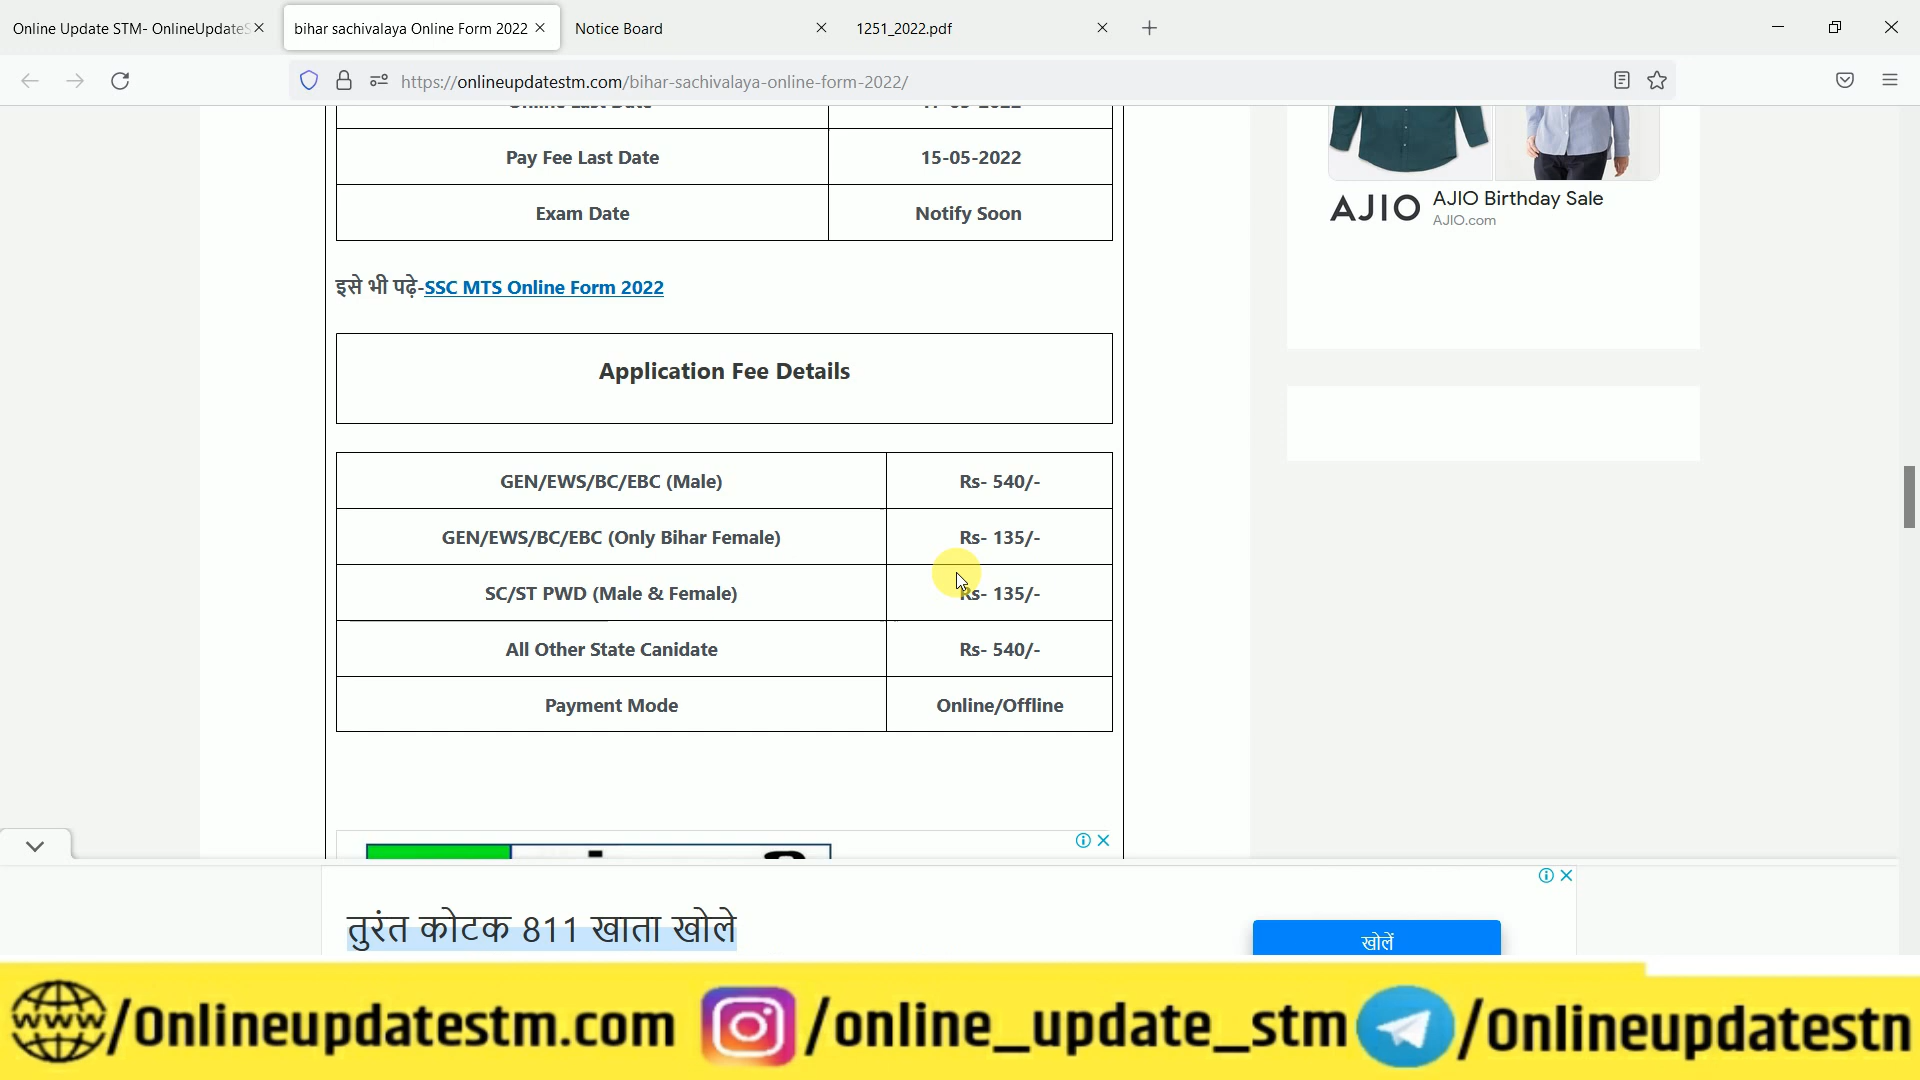 Online Update STM- OnlineUpdateS
bihar sachivalaya Online Form 2022
Notice Board
1251_2022.pdf
https://onlineupdatestm.com/bihar-sachivalaya-online-form-2022/
Pay Fee Last Date 15-05-2022
Exam Date Notify Soon
इसे भी पढ़े-SSC MTS Online Form 2022
Application Fee Details
GEN/EWS/BC/EBC (Male) Rs- 540/-
GEN/EWS/BC/EBC (Only Bihar Female) Rs- 135/-
SC/ST PWD (Male & Female) Rs- 135/-
All Other State Canidate Rs- 540/-
Payment Mode Online/Offline
AJIO
AJIO Birthday Sale
AJIO.com
तुरंत कोटक 811 खाता खोले
खोलें
www /Onlineupdatestm.com /online_update_stm /Onlineupdatestn